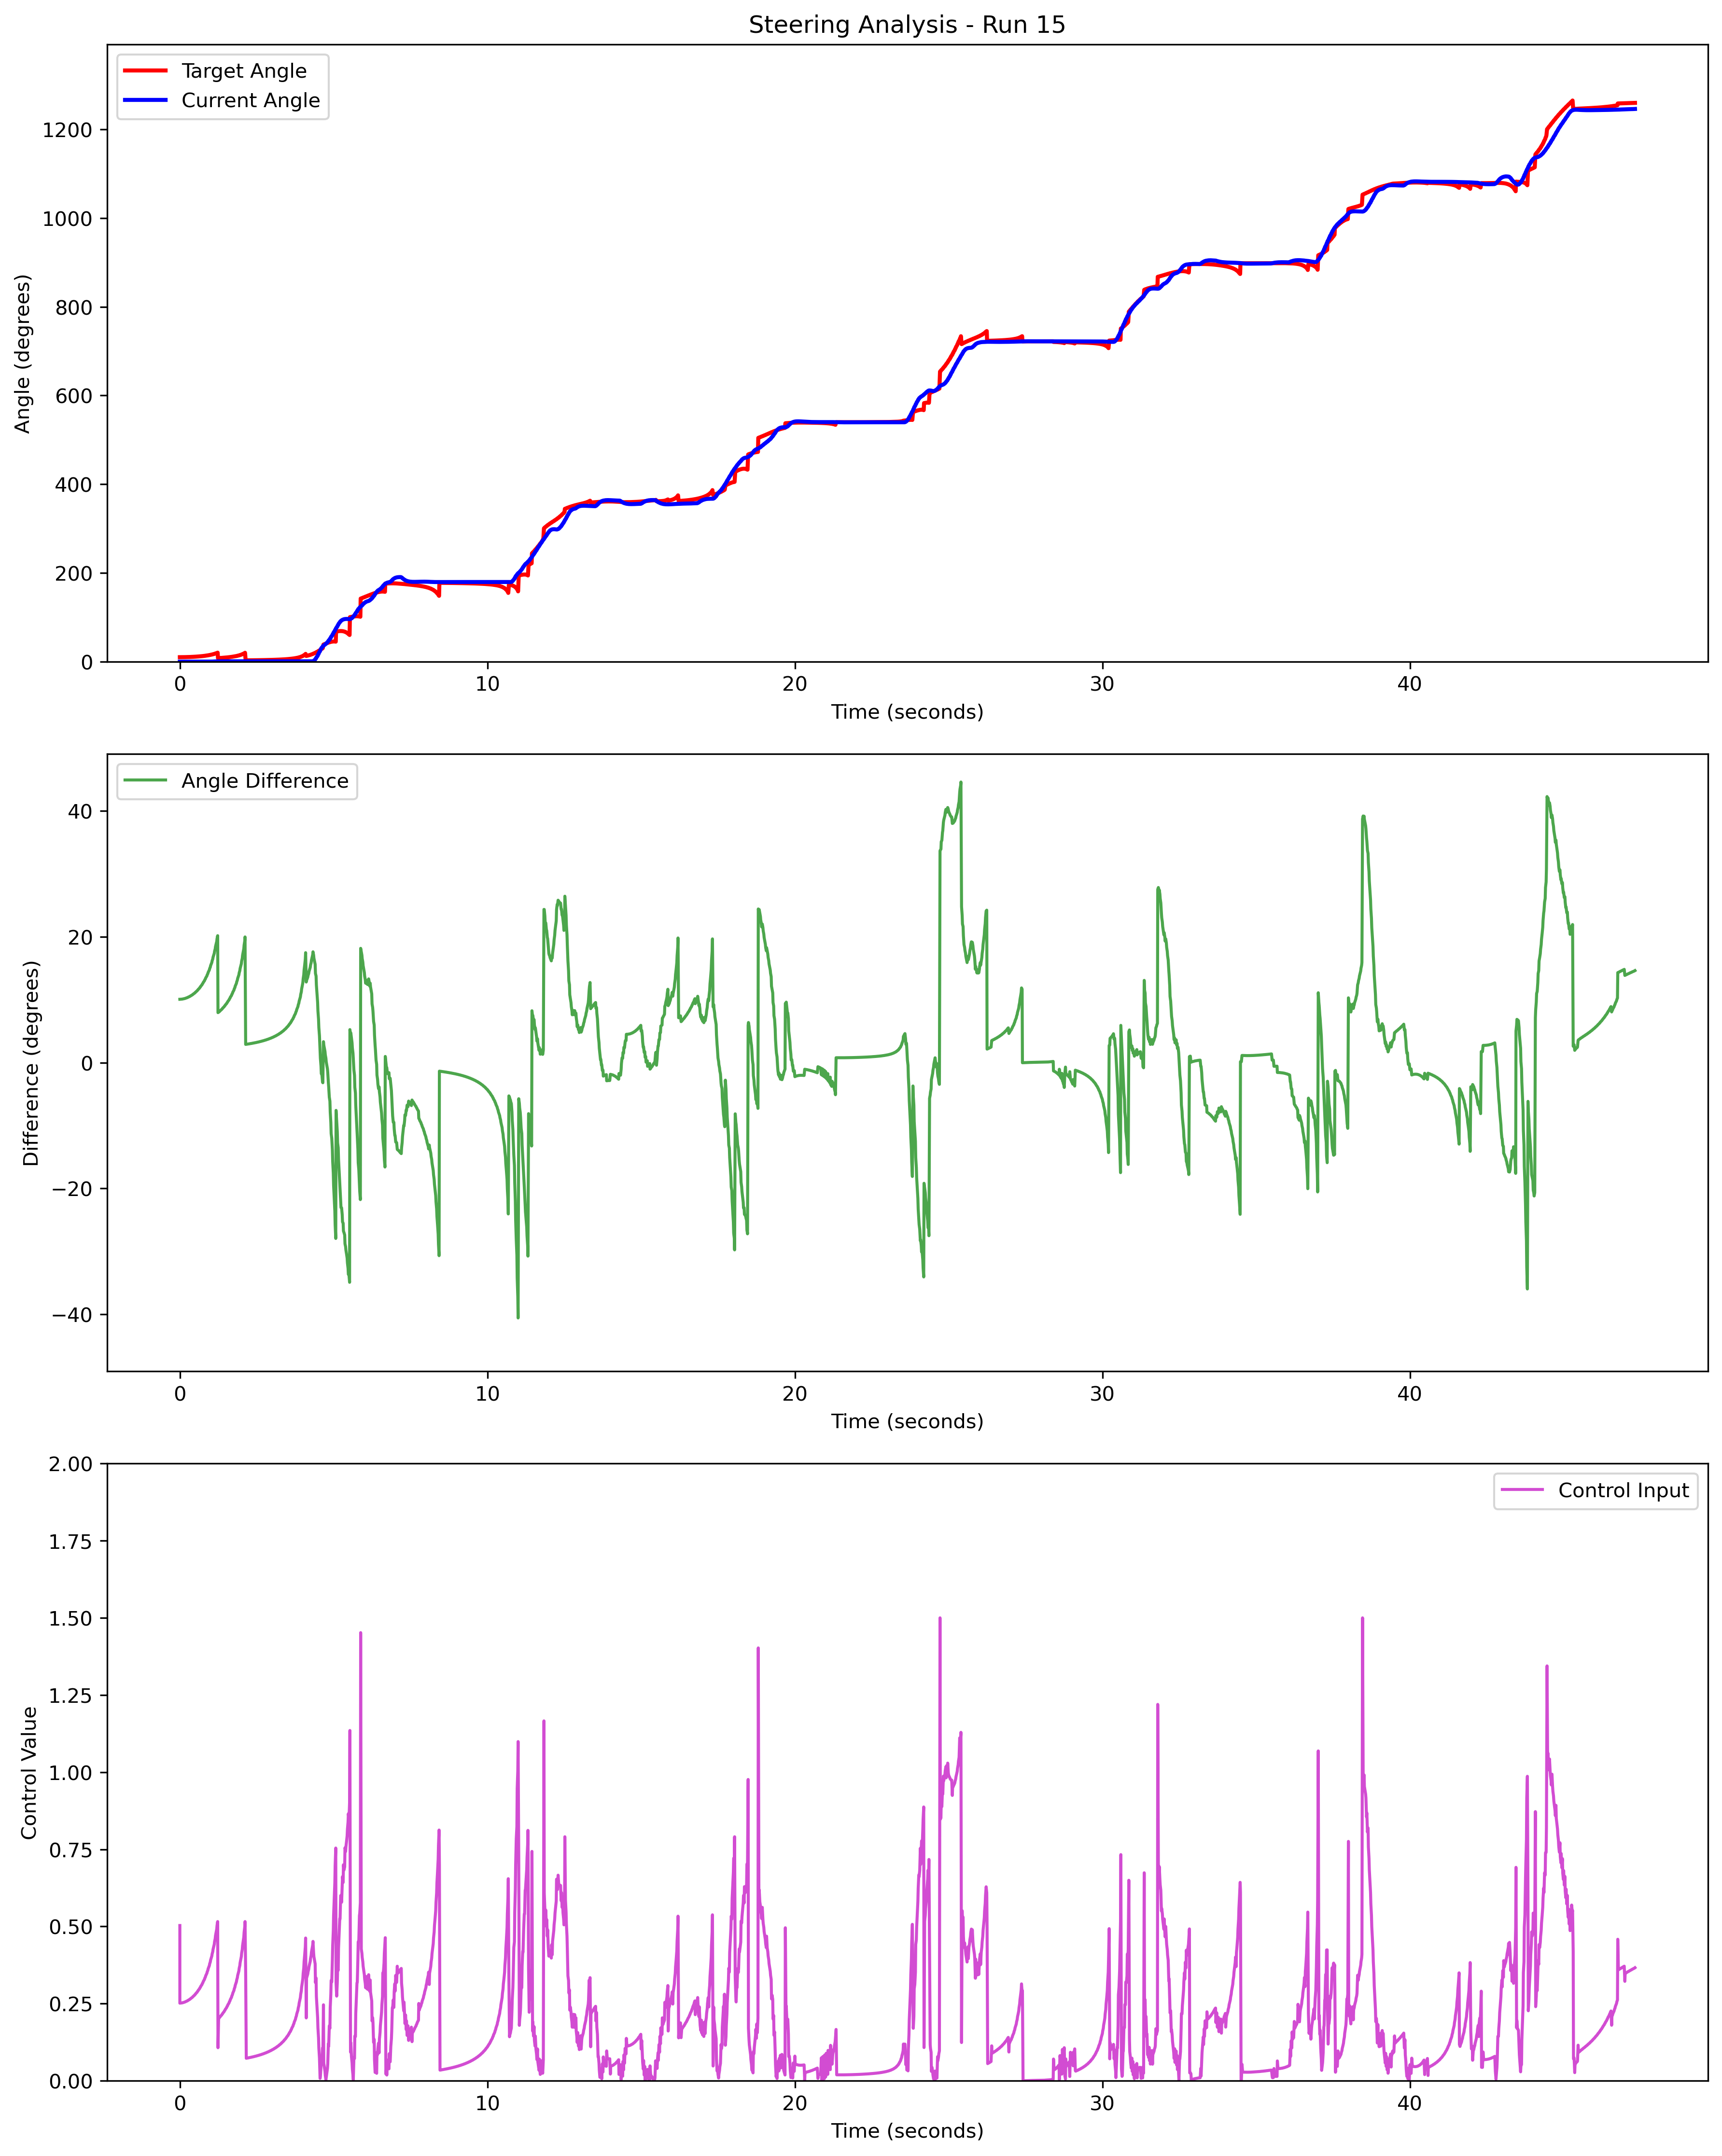 Steering Analysis - Run 15
Target Angle
Current Angle
Angle (degrees)
1200
1000
800
600
400
200
0
0 10 20 30 40
Time (seconds)
Angle Difference
Difference (degrees)
40
20
0
−20
−40
0 10 20 30 40
Time (seconds)
Control Input
Control Value
2.00
1.75
1.50
1.25
1.00
0.75
0.50
0.25
0.00
0 10 20 30 40
Time (seconds)